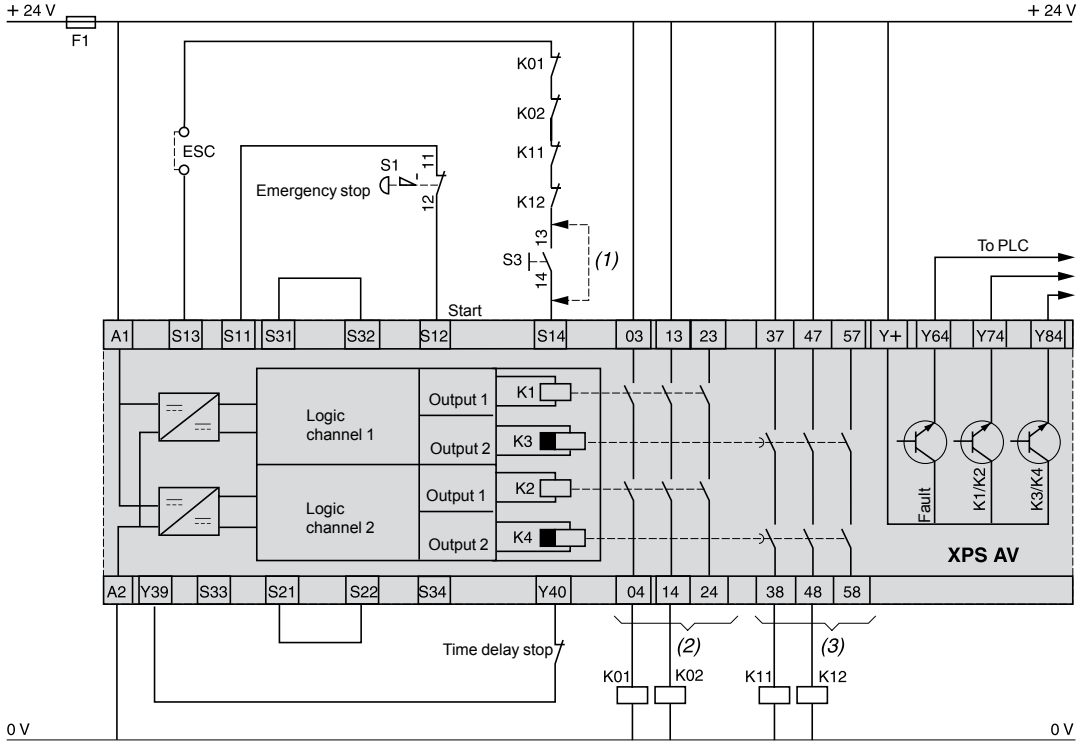 + 24 V
+ 24 V
F1
K01
K02
ESC
K11
S1
11
Emergency stop
12
K12
13
S3
14
(1)
To PLC
Start
A1 S13 S11 S31 S32 S12 S14 03 13 23 37 47 57 Y+ Y64 Y74 Y84
Logic
channel 1
Output 1
K1
Output 2
K3
Logic
channel 2
Output 1
K2
Output 2
K4
Fault
K1/K2
K3/K4
XPS AV
A2 Y39 S33 S21 S22 S34 Y40 04 14 24 38 48 58
Time delay stop
(2)
(3)
K01
K02
K11
K12
0 V
0 V